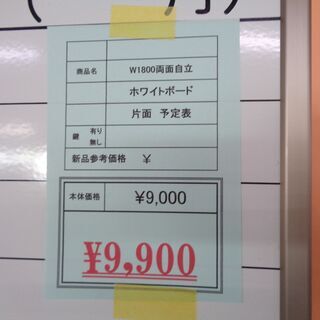 月)
商品名 W1800両面自立
ホワイトボード
片面 予定表
鍵 有り 無し
新品参考価格 ¥
本体価格 ¥9,000
¥9,900